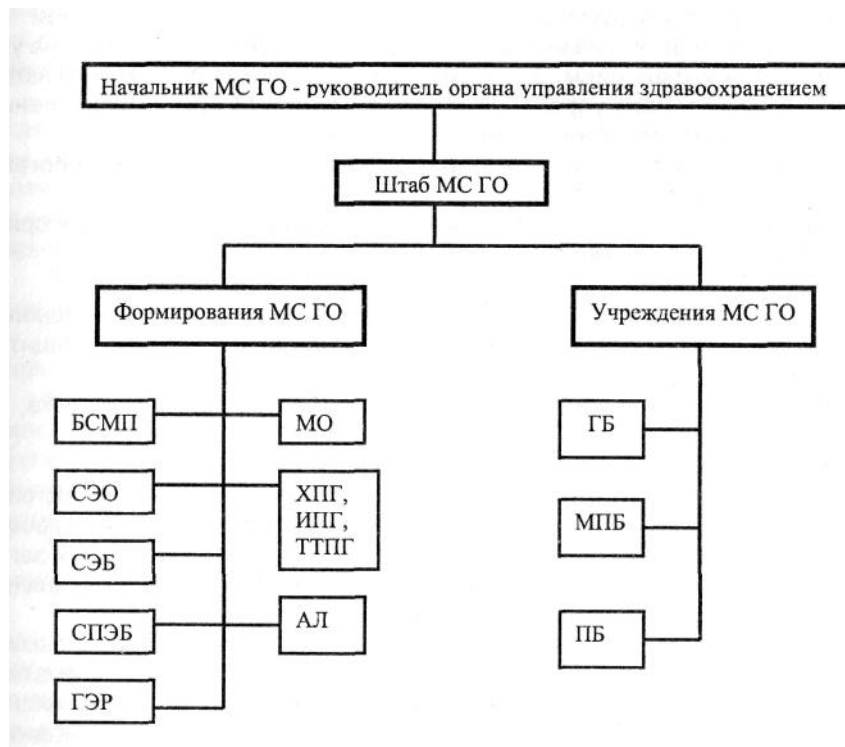 Начальник МС ГО - руководитель органа управления здравоохранением
Штаб МС ГО
Формирования МС ГО
Учреждения МС ГО
БСМП
МО
ГБ
СЭО
ХПГ,
ИПГ,
ТТПГ
МПБ
СЭБ
СПЭБ
АЛ
ПБ
ГЭР